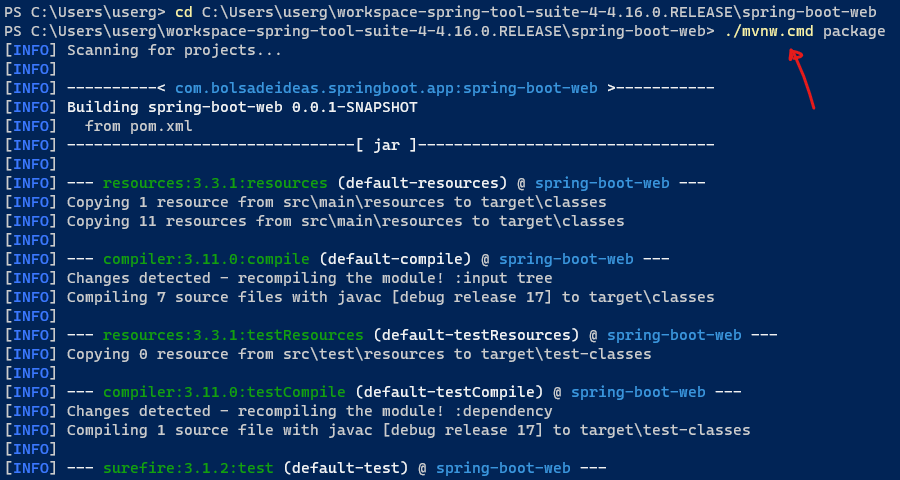 PS C:\Users\userg> cd C:\Users\userg\workspace-spring-tool-suite-4-4.16.0.RELEASE\spring-boot-web
PS C:\Users\userg\workspace-spring-tool-suite-4-4.16.0.RELEASE\spring-boot-web> ./mvnw.cmd package
[INFO] Scanning for projects...
[INFO]
[INFO] ----------< com.bolsadeideas.springboot.app:spring-boot-web >-----------
[INFO] Building spring-boot-web 0.0.1-SNAPSHOT
[INFO]   from pom.xml
[INFO] --------------------------------[ jar ]---------------------------------
[INFO]
[INFO] --- resources:3.3.1:resources (default-resources) @ spring-boot-web ---
[INFO] Copying 1 resource from src\main\resources to target\classes
[INFO] Copying 11 resources from src\main\resources to target\classes
[INFO]
[INFO] --- compiler:3.11.0:compile (default-compile) @ spring-boot-web ---
[INFO] Changes detected - recompiling the module! :input tree
[INFO] Compiling 7 source files with javac [debug release 17] to target\classes
[INFO]
[INFO] --- resources:3.3.1:testResources (default-testResources) @ spring-boot-web ---
[INFO] Copying 0 resource from src\test\resources to target\test-classes
[INFO]
[INFO] --- compiler:3.11.0:testCompile (default-testCompile) @ spring-boot-web ---
[INFO] Changes detected - recompiling the module! :dependency
[INFO] Compiling 1 source file with javac [debug release 17] to target\test-classes
[INFO]
[INFO] --- surefire:3.1.2:test (default-test) @ spring-boot-web ---